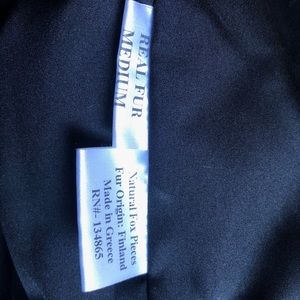 REAL FUR
MEDIUM
Natural Fox Pieces
Fur Origin: Finland
Made in Greece
RN#- 134865